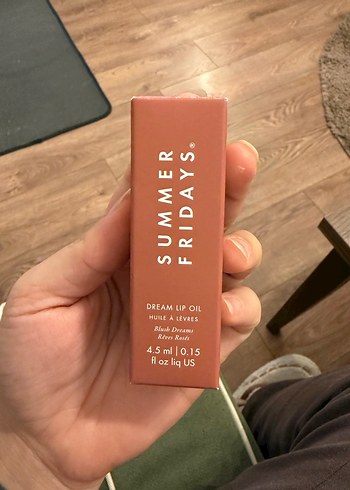 SUMMER
FRIDAYS®
DREAM LIP OIL
HUILE À LÈVRES
Blush Dreams
Rêves Rosés
4.5 ml | 0.15
fl oz liq US